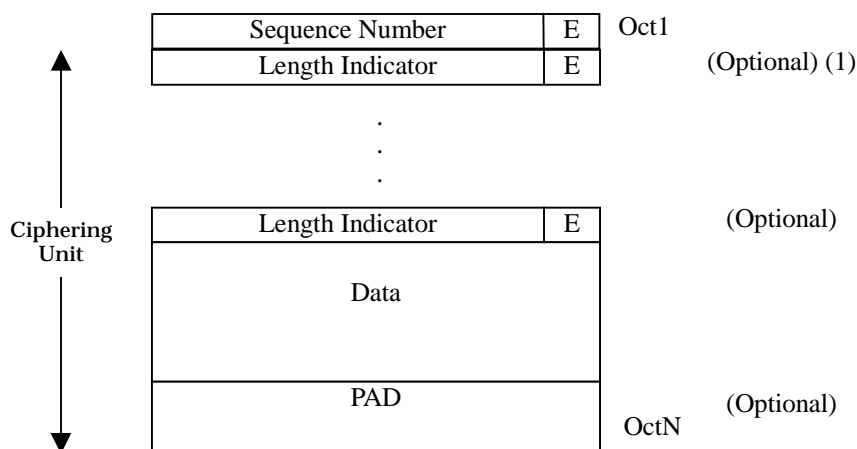 Sequence Number E Oct1
Length Indicator E (Optional) (1)
.
.
.
Length Indicator E (Optional)
Ciphering
Unit
Data
PAD (Optional)
OctN